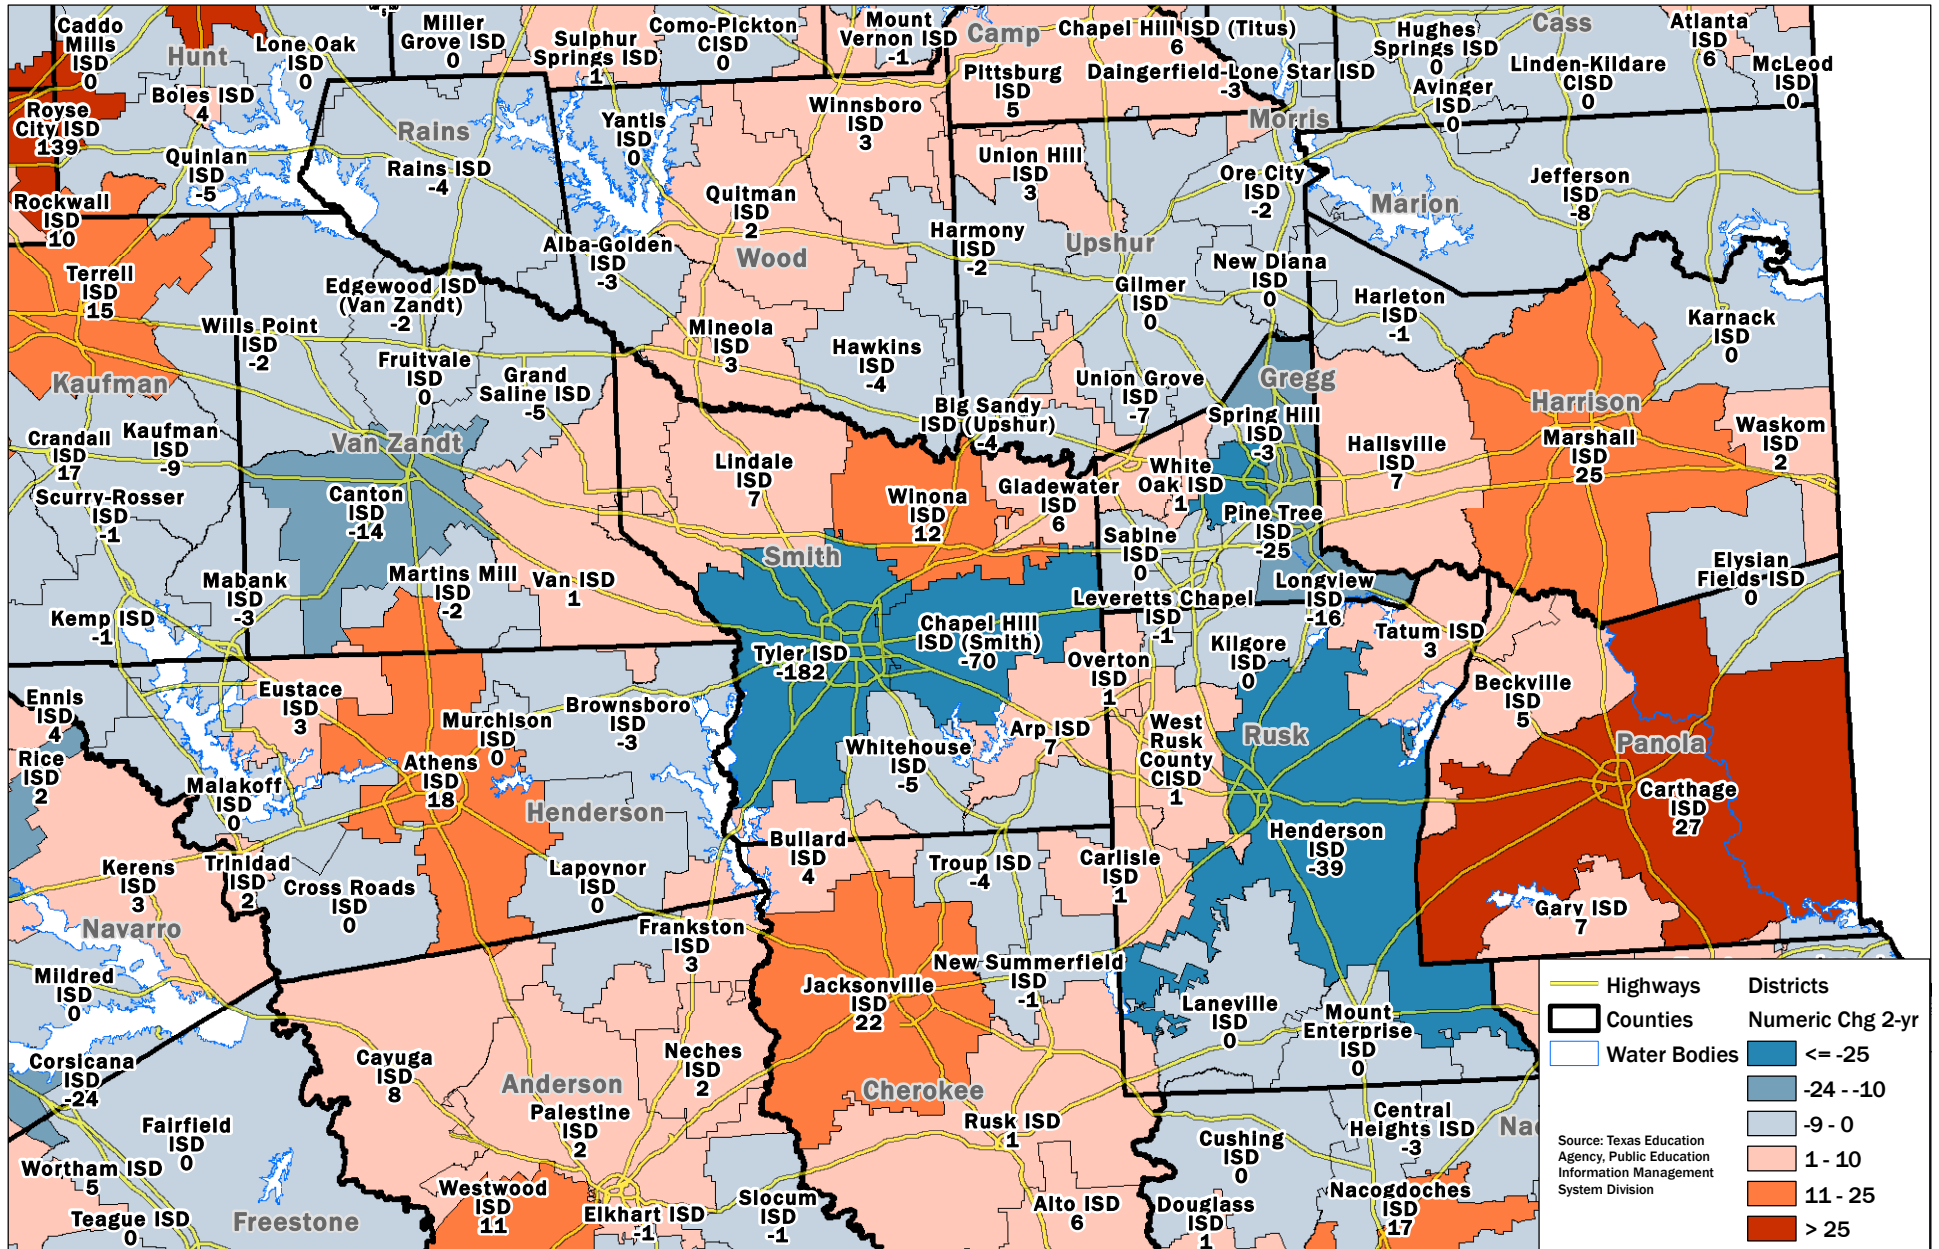 Caddo
Mills
ISD
0
Hunt
Lone Oak
ISD
0
Miller
Grove ISD
0
Sulphur
Springs ISD
1
Como-Pickton
CISD
0
Mount
Vernon ISD
-1
Camp
Chapel Hill ISD (Titus)
6
Hughes
Springs ISD
0
Cass
Atlanta
ISD
6
McLeod
ISD
0
Linden-Kildare
CISD
0
Avinger
ISD
0
Pittsburg
ISD
5
Daingerfield-Lone Star ISD
-3
Morris
Royse
City ISD
139
Boles ISD
4
Quinlan
ISD
-5
Rains
Rains ISD
-4
Yantis
ISD
0
Winnsboro
ISD
3
Union Hill
ISD
3
Ore City
ISD
-2
Jefferson
ISD
-8
Marion
Rockwall
ISD
10
Quitman
ISD
2
Wood
Alba-Golden
ISD
-3
Harmony
ISD
-2
Upshur
New Diana
ISD
0
Gilmer
ISD
0
Harleton
ISD
-1
Karnack
ISD
0
Terrell
ISD
15
Edgewood ISD
(Van Zandt)
-2
Wills Point
ISD
-2
Fruitvale
ISD
0
Grand
Saline ISD
-5
Mineola
ISD
3
Hawkins
ISD
-4
Union Grove
ISD
-7
Gregg
Harrison
Kaufman
Crandall
ISD
17
Kaufman
ISD
-9
Van Zandt
Big Sandy
ISD (Upshur)
-4
Spring Hill
ISD
-3
Hallsville
ISD
7
Marshall
ISD
25
Waskom
ISD
2
Scurry-Rosser
ISD
-1
Canton
ISD
-14
Lindale
ISD
7
Winona
ISD
12
Gladewater
ISD
6
White
Oak ISD
1
Pine Tree
ISD
-25
Sabine
ISD
0
Smith
Elysian
Fields ISD
0
Kemp ISD
-1
Mabank
ISD
-3
Martins Mill
ISD
-2
Van ISD
1
Chapel Hill
ISD (Smith)
-70
Tyler ISD
-182
Leveretts Chapel
ISD
-1
Longview
ISD
-16
Kilgore
ISD
0
Tatum ISD
3
Overton
ISD
1
Beckville
ISD
5
Ennis
ISD
4
Eustace
ISD
3
Murchison
ISD
0
Brownsboro
ISD
-3
Arp ISD
7
Whitehouse
ISD
-5
West
Rusk
County
CISD
1
Rusk
Panola
Rice
ISD
2
Malakoff
ISD
0
Athens
ISD
18
Henderson
Carthage
ISD
27
Henderson
ISD
-39
Kerens
ISD
3
Trinidad
ISD
2
Cross Roads
ISD
0
Lapoynor
ISD
0
Bullard
ISD
4
Troup ISD
-4
Carlisle
ISD
1
Gary ISD
7
Navarro
Mildred
ISD
0
Frankston
ISD
3
Jacksonville
ISD
22
New Summerfield
ISD
-1
Laneville
ISD
0
Mount
Enterprise
ISD
0
Corsicana
ISD
-24
Cayuga
ISD
8
Anderson
Neches
ISD
2
Cherokee
Fairfield
ISD
0
Palestine
ISD
2
Rusk ISD
1
Cushing
ISD
0
Central
Heights ISD
-3
Nac
Wortham ISD
5
Teague ISD
0
Freestone
Westwood
ISD
11
Elkhart ISD
-1
Slocum
ISD
-1
Alto ISD
6
Douglass
ISD
1
Nacogdoches
ISD
17
Highways
Counties
Water Bodies
Districts
Numeric Chg 2-yr
<= -25
-24 - -10
-9 - 0
1 - 10
11 - 25
> 25
Source: Texas Education
Agency, Public Education
Information Management
System Division